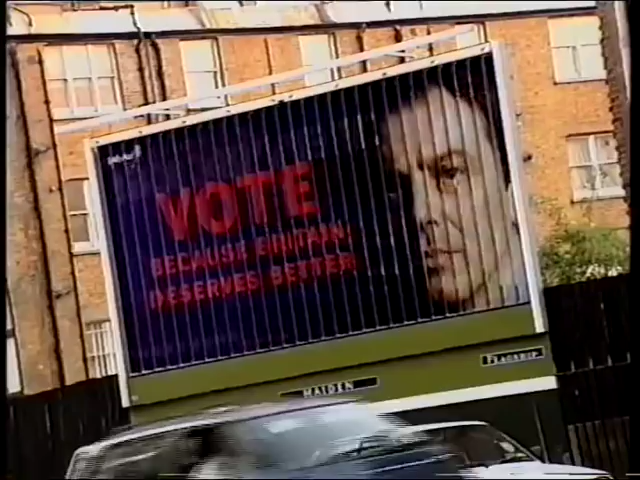 VOTE
BECAUSE BRITAIN
DESERVES BETTER
MAIDEN
FLAGSHIP